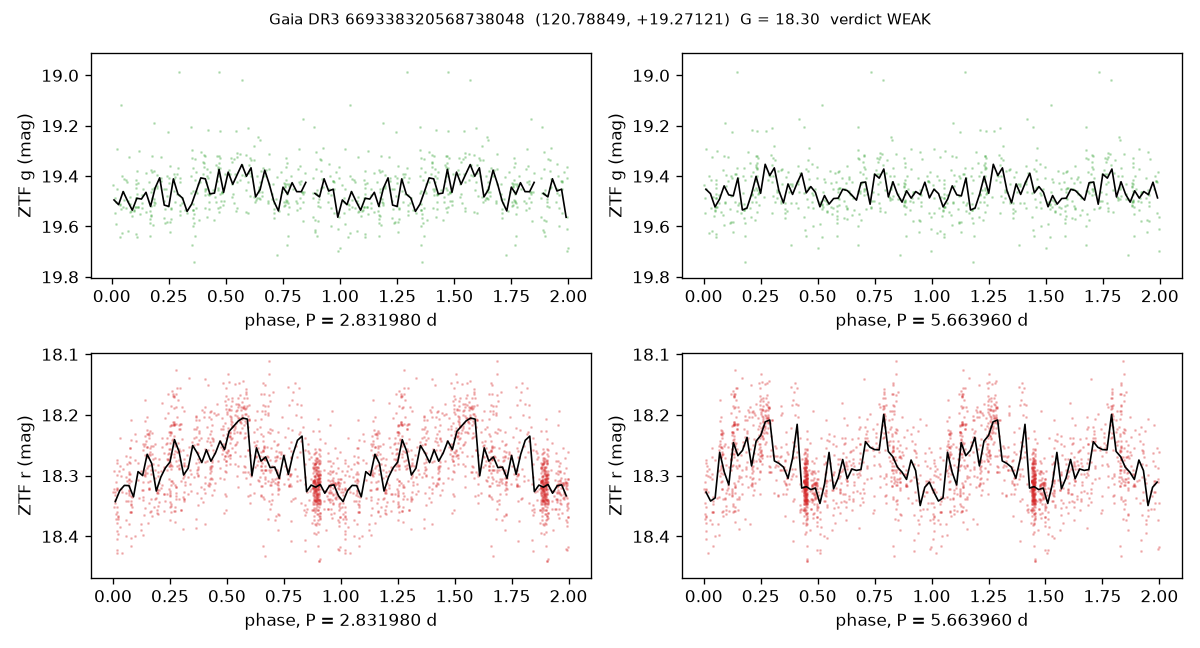 Gaia DR3 669338320568738048  (120.78849, +19.27121)  G = 18.30  verdict WEAK
ZTF g (mag)
19.0
19.2
19.4
19.6
19.8
0.00 0.25 0.50 0.75 1.00 1.25 1.50 1.75 2.00
phase, P = 2.831980 d
ZTF g (mag)
19.0
19.2
19.4
19.6
19.8
0.00 0.25 0.50 0.75 1.00 1.25 1.50 1.75 2.00
phase, P = 5.663960 d
ZTF r (mag)
18.1
18.2
18.3
18.4
0.00 0.25 0.50 0.75 1.00 1.25 1.50 1.75 2.00
phase, P = 2.831980 d
ZTF r (mag)
18.1
18.2
18.3
18.4
0.00 0.25 0.50 0.75 1.00 1.25 1.50 1.75 2.00
phase, P = 5.663960 d